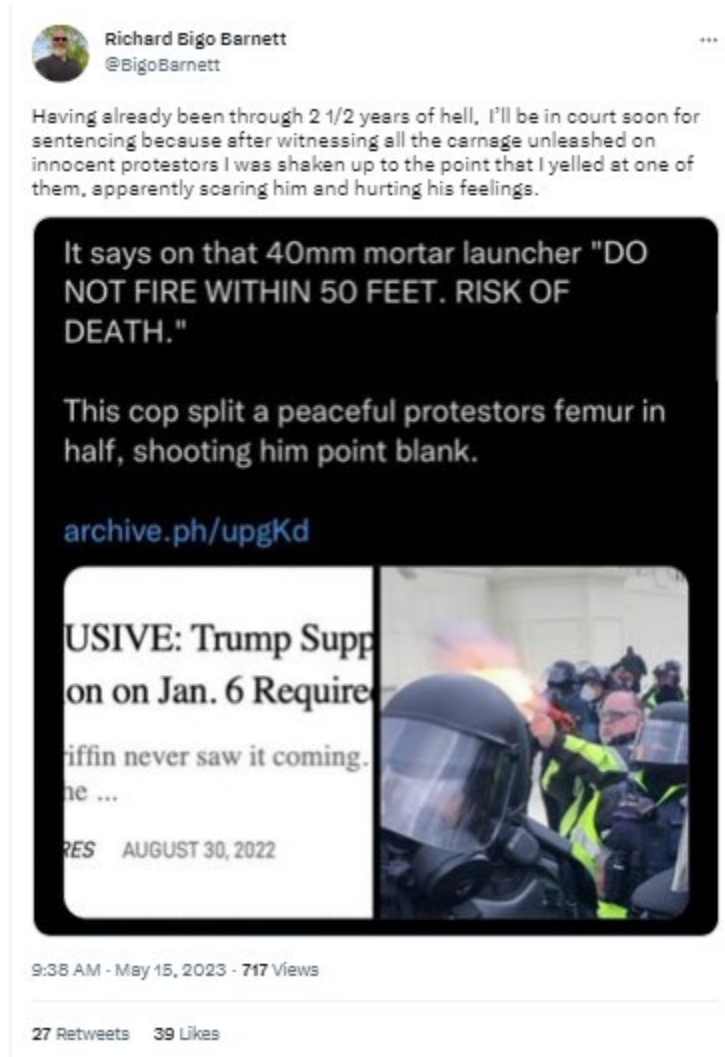 Richard Bigo Barnett
@BigoBarnett
Having already been through 2 1/2 years of hell, I'll be in court soon for
sentencing because after witnessing all the carnage unleashed on
innocent protestors I was shaken up to the point that I yelled at one of
them, apparently scaring him and hurting his feelings.
It says on that 40mm mortar launcher "DO
NOT FIRE WITHIN 50 FEET. RISK OF
DEATH."
This cop split a peaceful protestors femur in
half, shooting him point blank.
archive.ph/upgKd
USIVE: Trump Supp
on on Jan. 6 Require
riffin never saw it coming.
he ...
RES AUGUST 30, 2022
9:38 AM · May 15, 2023 · 717 Views
27 Retweets 39 Likes